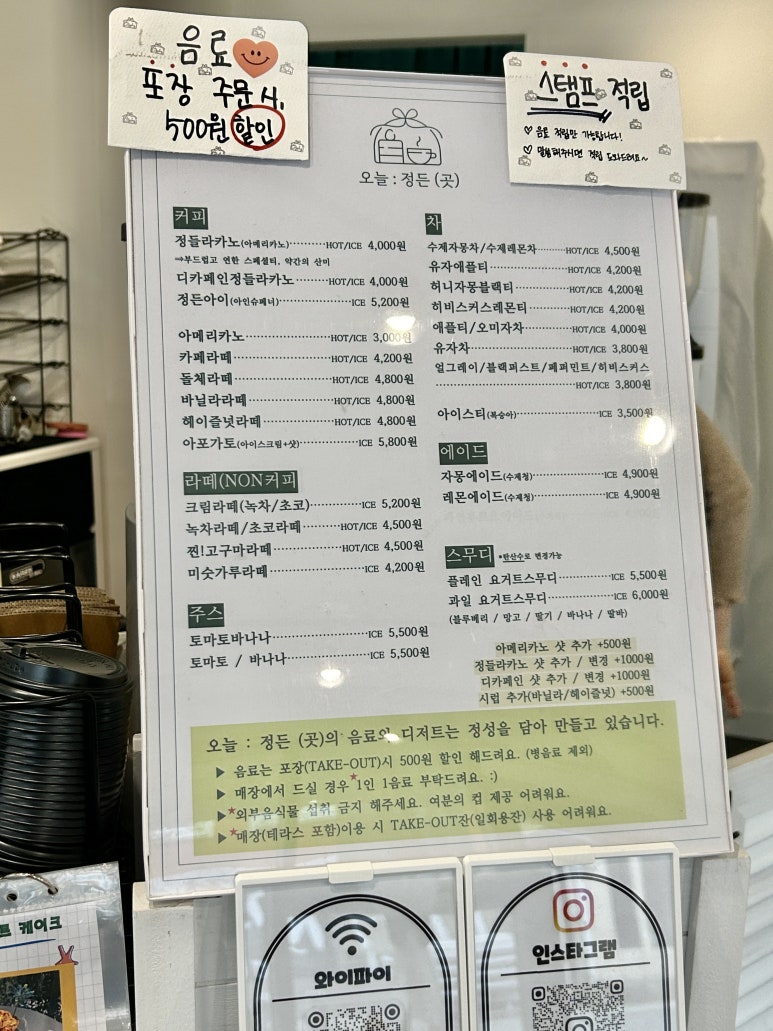 음료
포장 주문 시,
500원 할인
스탬프 적립
♡ 음료 적립만 가능합니다!
♡ 말씀해주시면 적립 도와드려요~
오늘 : 정든 (곳)
커피
정들라카노(아메리카노)··········HOT/ICE 4,000원
⇒부드럽고 연한 스페셜티, 약간의 산미
디카페인정들라카노········HOT/ICE 4,000원
정든아이(아인슈페너)··················ICE 5,200원
아메리카노······················HOT/ICE 3,000원
카페라떼·························HOT/ICE 4,200원
돌체라떼·························HOT/ICE 4,800원
바닐라라떼······················HOT/ICE 4,800원
헤이즐넛라떼···················HOT/ICE 4,800원
아포가토(아이스크림+샷)···············ICE 5,800원
라떼(NON커피
크림라떼(녹차/초코)·············ICE 5,200원
녹차라떼/초코라떼··········HOT/ICE 4,500원
찐!고구마라떼··················HOT/ICE 4,500원
미숫가루라떼·························ICE 4,200원
주스
토마토바나나·························ICE 5,500원
토마토 / 바나나·····················ICE 5,500원
차
수제자몽차/수제레몬차·······HOT/ICE 4,500원
유자애플티·······················HOT/ICE 4,200원
허니자몽블랙티················HOT/ICE 4,200원
히비스커스레몬티·············HOT/ICE 4,200원
애플티/오미자차···············HOT/ICE 4,000원
유자차·····························HOT/ICE 3,800원
얼그레이/블랙퍼스트/페퍼민트/히비스커스
···································HOT/ICE 3,800원
아이스티(복숭아)·····················ICE 3,500원
에이드
자몽에이드(수제청)··················ICE 4,900원
레몬에이드(수제청)··················ICE 4,900원
스무디 *탄산수로 변경가능
플레인 요거트스무디···············ICE 5,500원
과일 요거트스무디··················ICE 6,000원
(블루베리 / 망고 / 딸기 / 바나나 / 딸바)
아메리카노 샷 추가 +500원
정들라카노 샷 추가 / 변경 +1000원
디카페인 샷 추가 / 변경 +1000원
시럽 추가(바닐라/헤이즐넛) +500원
오늘 : 정든 (곳)의 음료와 디저트는 정성을 담아 만들고 있습니다.
▶ 음료는 포장(TAKE-OUT)시 500원 할인 해드려요. (병음료 제외)
▶ 매장에서 드실 경우 ★1인 1음료 부탁드려요. :)
▶★외부음식물 섭취 금지 해주세요. 여분의 컵 제공 어려워요.
▶★매장(테라스 포함)이용 시 TAKE-OUT잔(일회용잔) 사용 어려워요.
트 케이크
와이파이
인스타그램